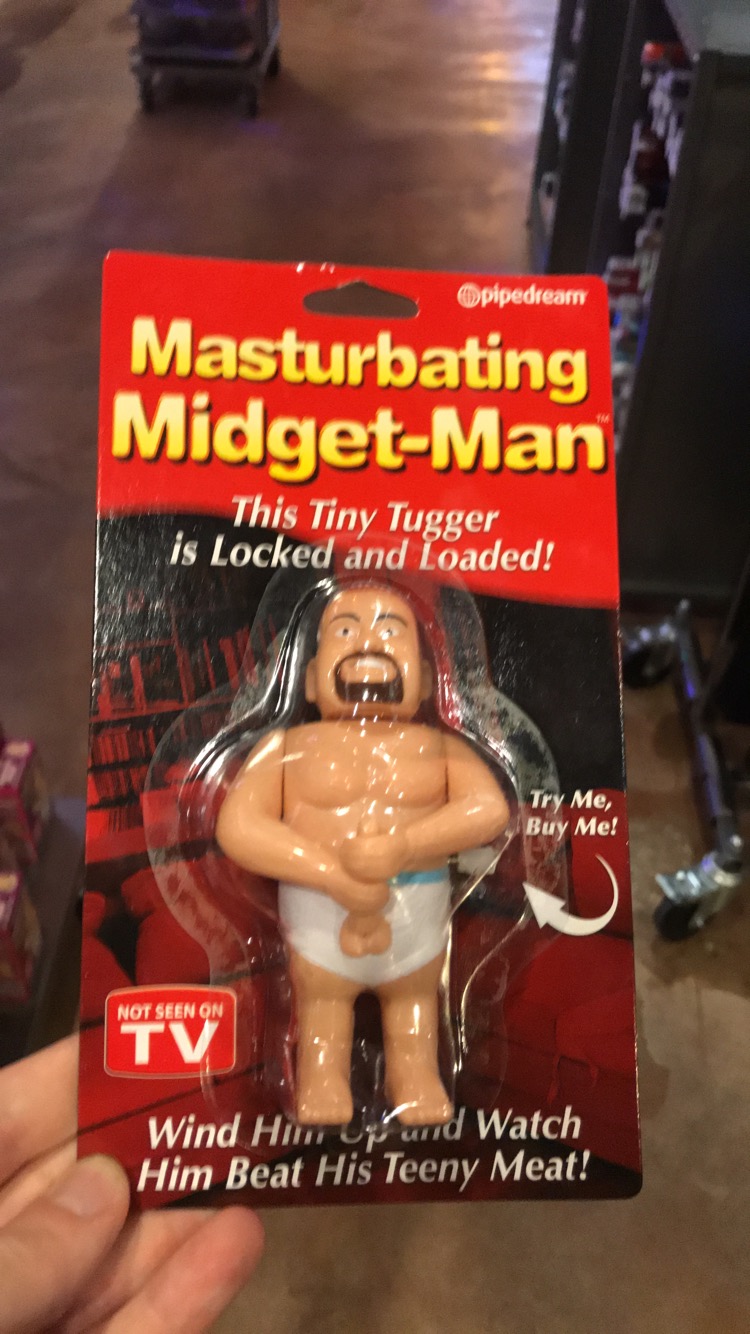 pipedream
Masturbating
Midget-Man™
This Tiny Tugger
is Locked and Loaded!
Try Me,
Buy Me!
NOT SEEN ON
TV
Wind Him Up and Watch
Him Beat His Teeny Meat!